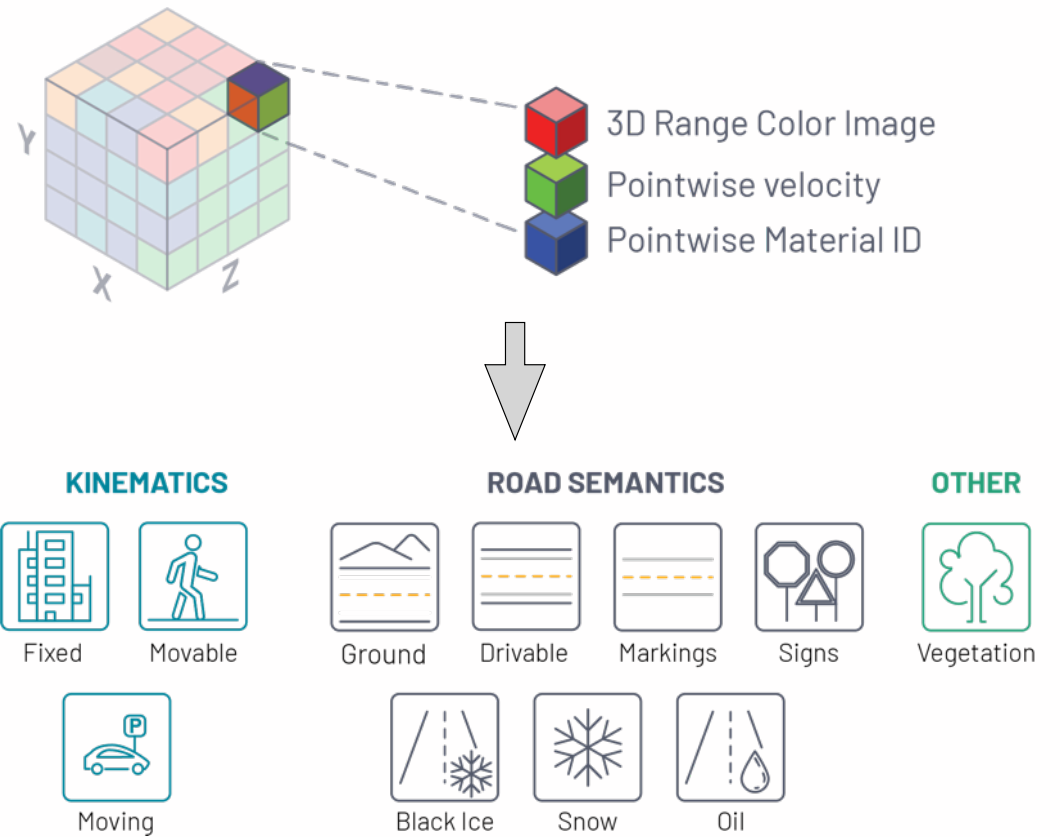 3D Range Color Image
Y
Pointwise velocity
Pointwise Material ID
X
Z
KINEMATICS
ROAD SEMANTICS
OTHER
Fixed
Movable
Ground
Drivable
Markings
Signs
Vegetation
P
Moving
Black Ice
Snow
Oil